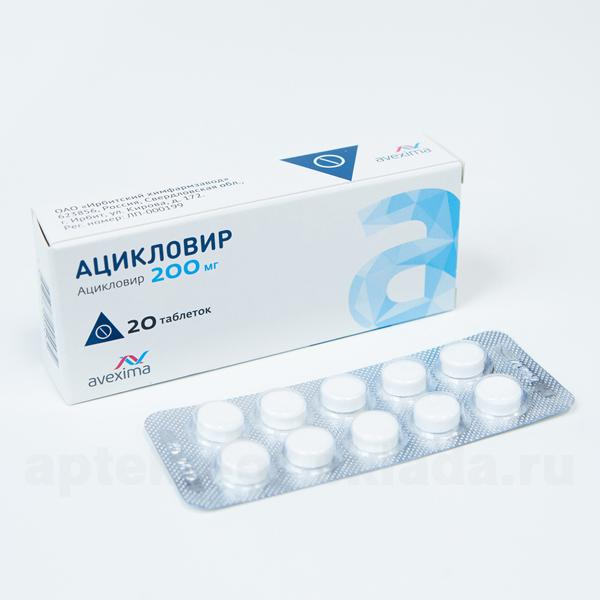 ОАО «Ирбитский химфармзавод»
623856, Россия, Свердловская обл.,
г. Ирбит, ул. Кирова, д. 172.
Рег. номер: ЛП-000199
avexima
АЦИКЛОВИР
Ацикловир 200 мг
20 таблеток
avexima